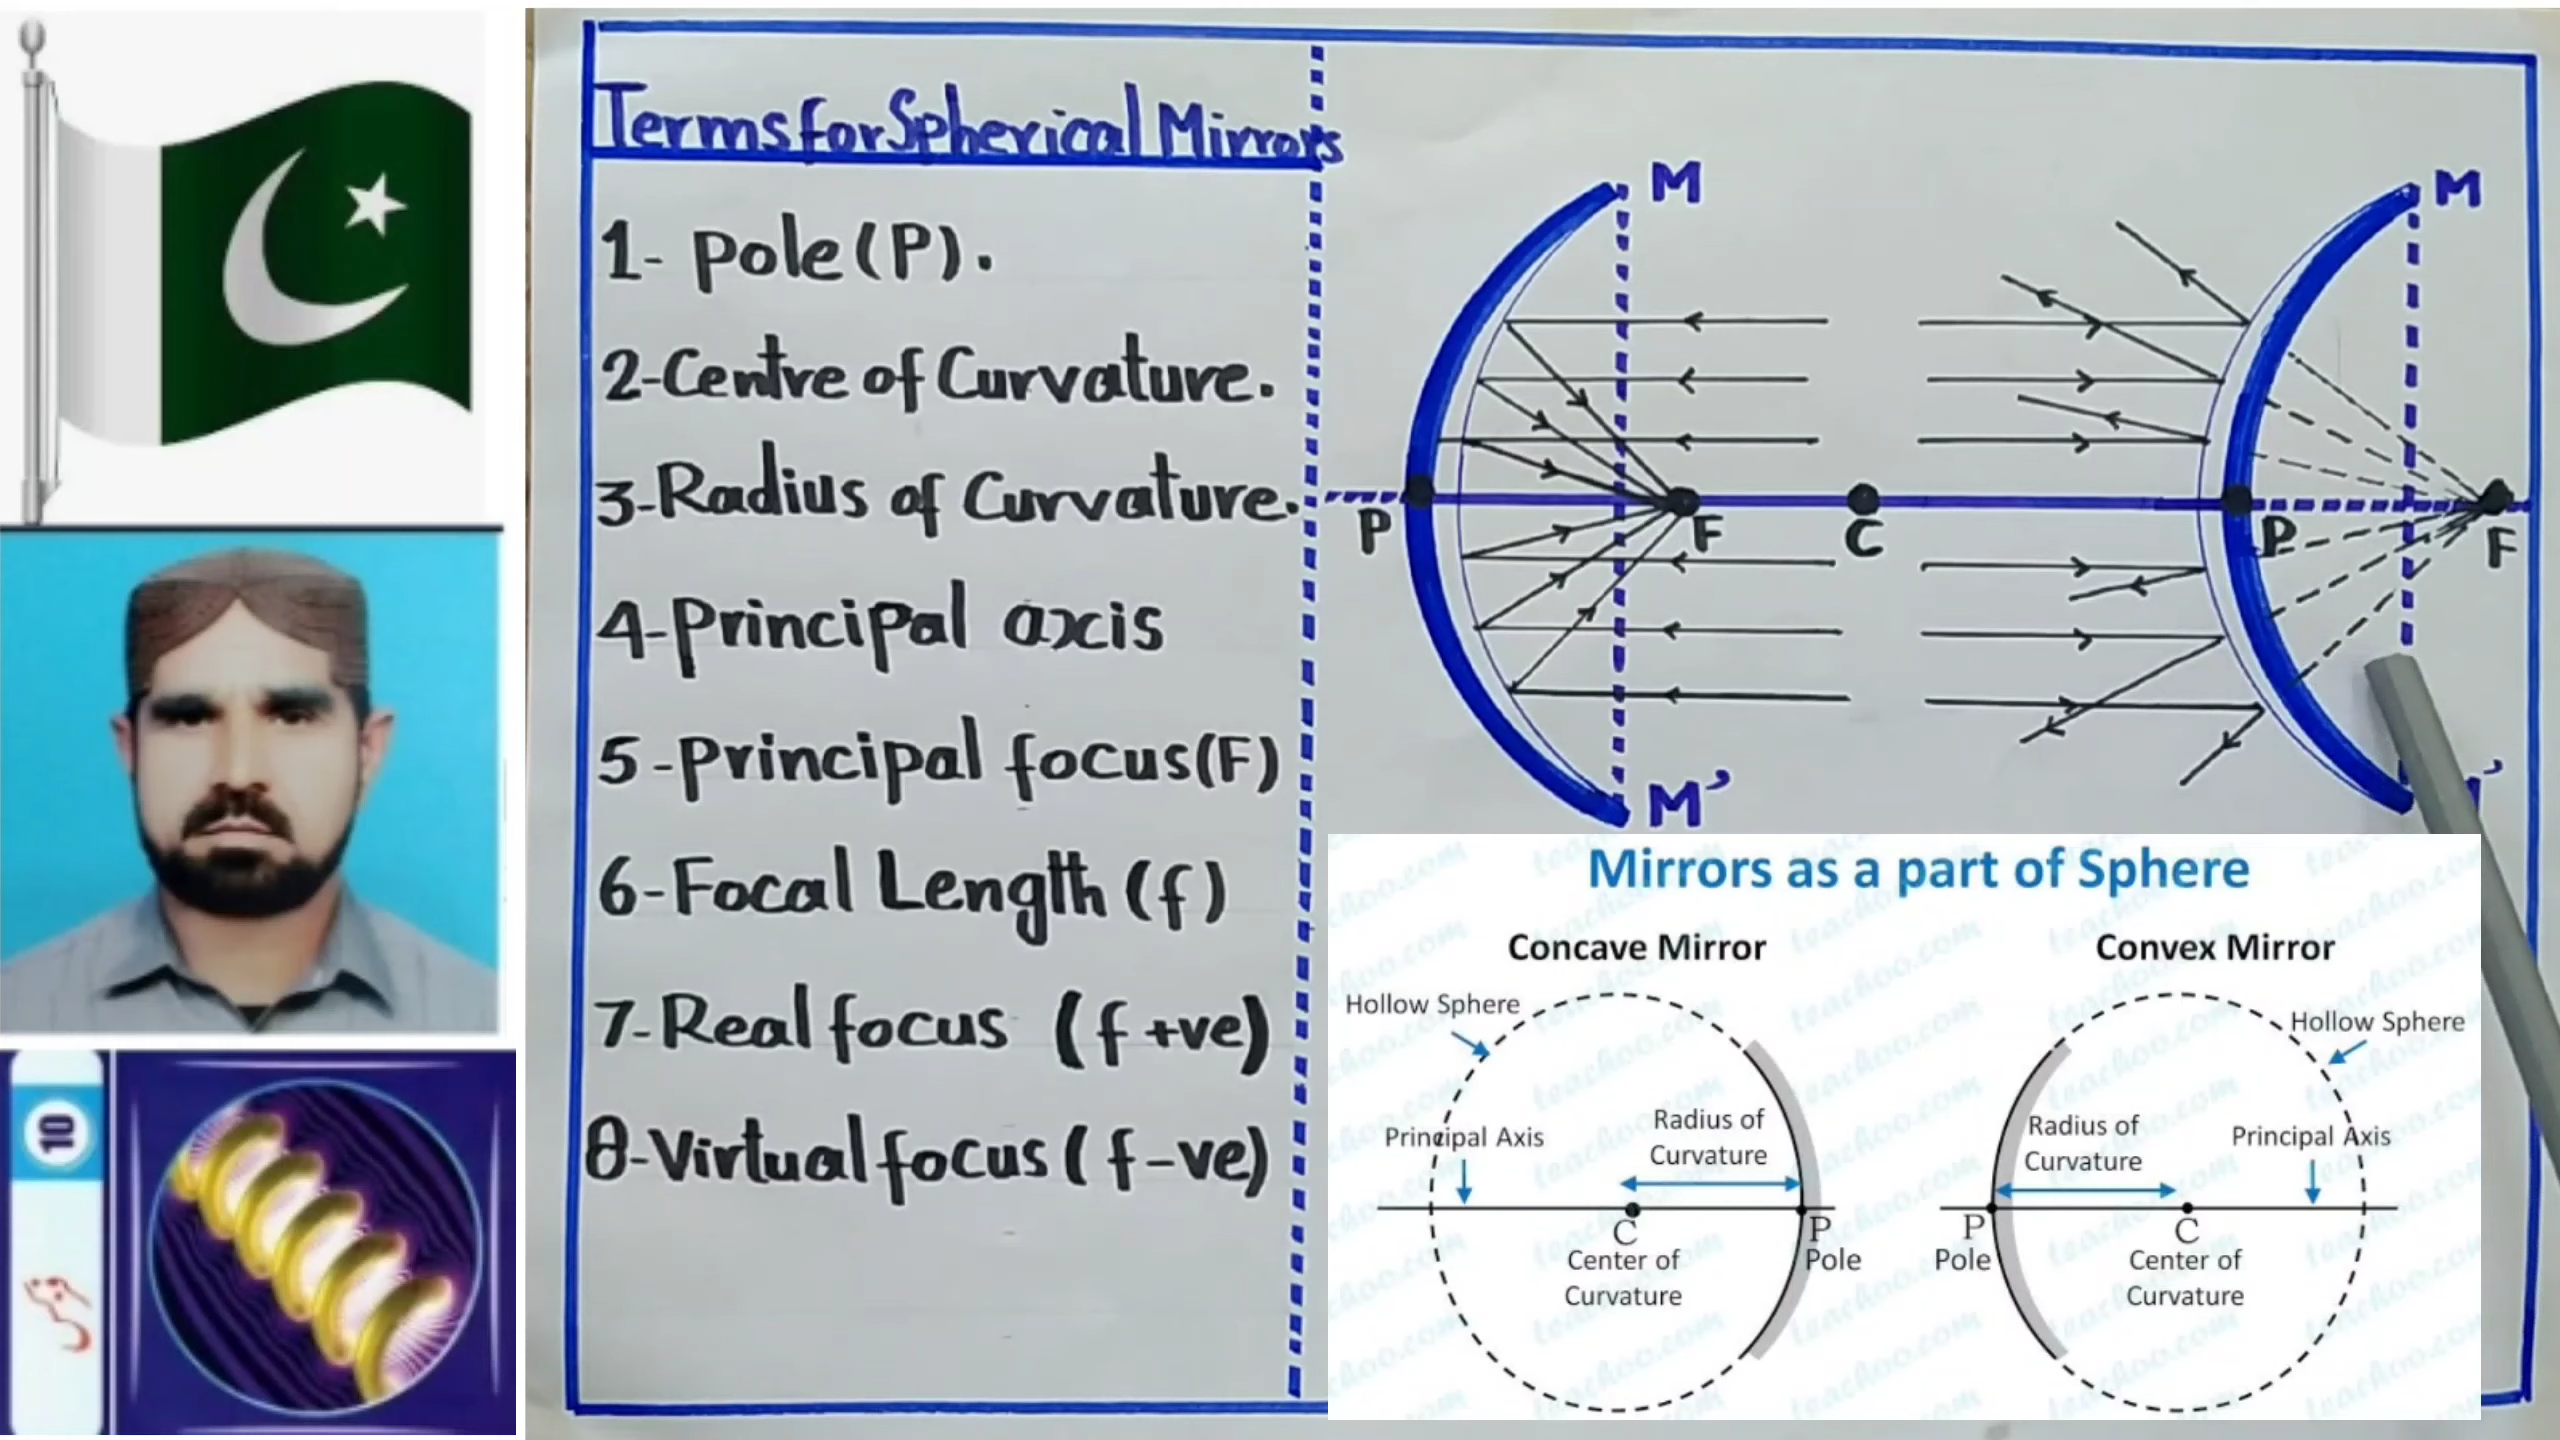 Terms for Spherical Mirrors
1- Pole (P).
2- Centre of Curvature.
3- Radius of Curvature.
4- Principal axis
5- Principal focus (F)
6- Focal Length (f)
7- Real focus (f +ve)
8- Virtual focus (f -ve)
M
M
P
F
C
P
F
M'
M'
Mirrors as a part of Sphere
Concave Mirror
Hollow Sphere
Principal Axis
Radius of
Curvature
C
Center of
Curvature
P
Pole
Convex Mirror
Hollow Sphere
Radius of
Curvature
Principal Axis
P
Pole
C
Center of
Curvature
teachoo.com
10